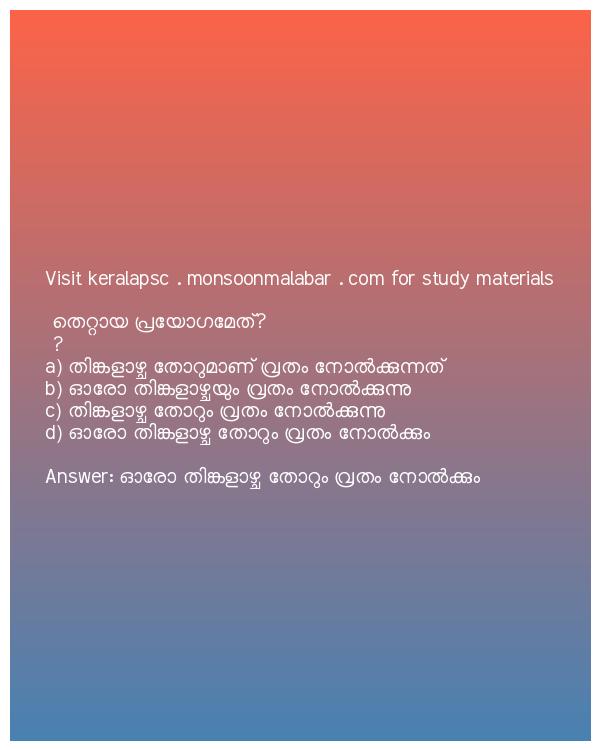 Visit keralapsc . monsoonmalabar . com for study materials
തെറ്റായ പ്രയോഗമേത്?
?
a) തിങ്കളാഴ്ച തോറുമാണ് വ്രതം നോൽക്കുന്നത്
b) ഓരോ തിങ്കളാഴ്ചയും വ്രതം നോൽക്കുന്നു
c) തിങ്കളാഴ്ച തോറും വ്രതം നോൽക്കുന്നു
d) ഓരോ തിങ്കളാഴ്ച തോറും വ്രതം നോൽക്കും
Answer: ഓരോ തിങ്കളാഴ്ച തോറും വ്രതം നോൽക്കും